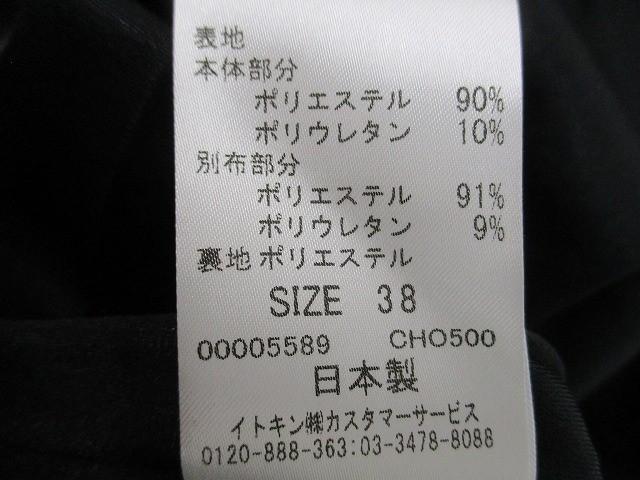 表地
本体部分
ポリエステル 90%
ポリウレタン 10%
別布部分
ポリエステル 91%
ポリウレタン 9%
裏地 ポリエステル
SIZE 38
00005589 CHO500
日本製
イトキン㈱カスタマーサービス
0120-888-363:03-3478-8088